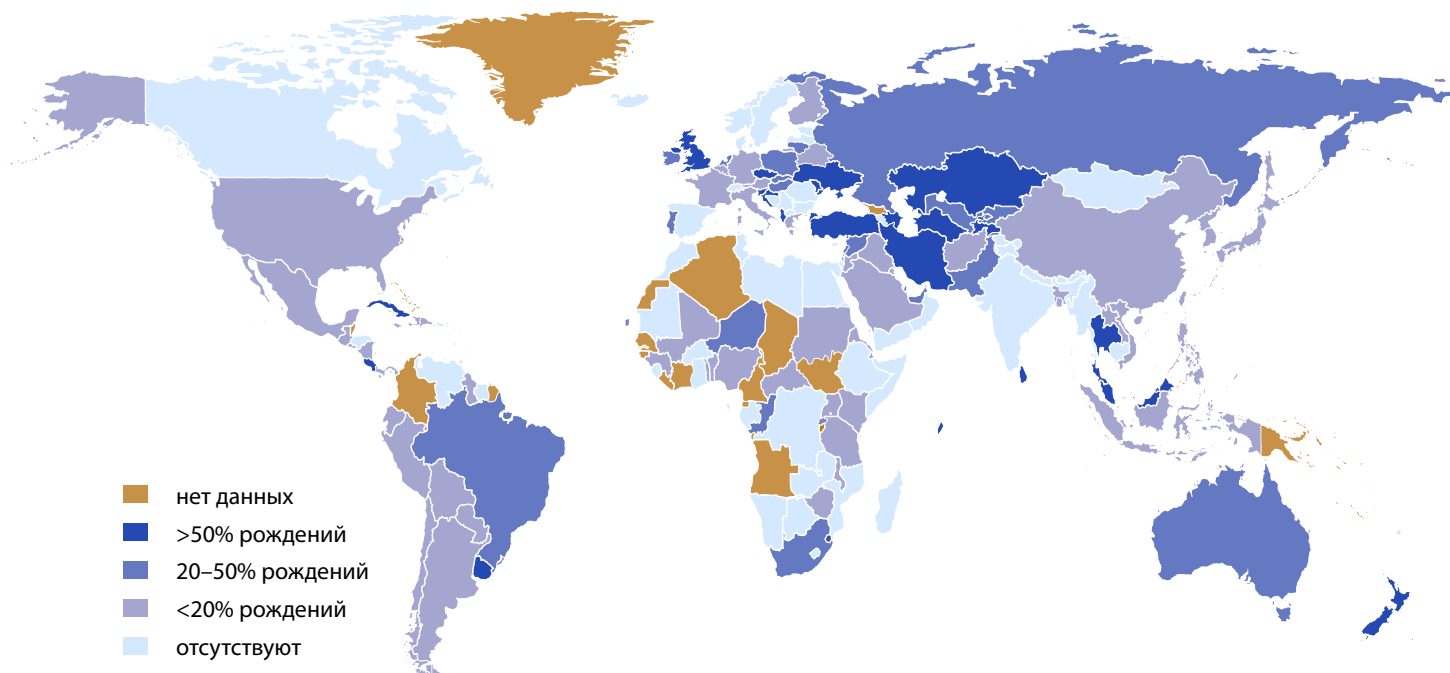 нет данных
>50% рождений
20–50% рождений
<20% рождений
отсутствуют